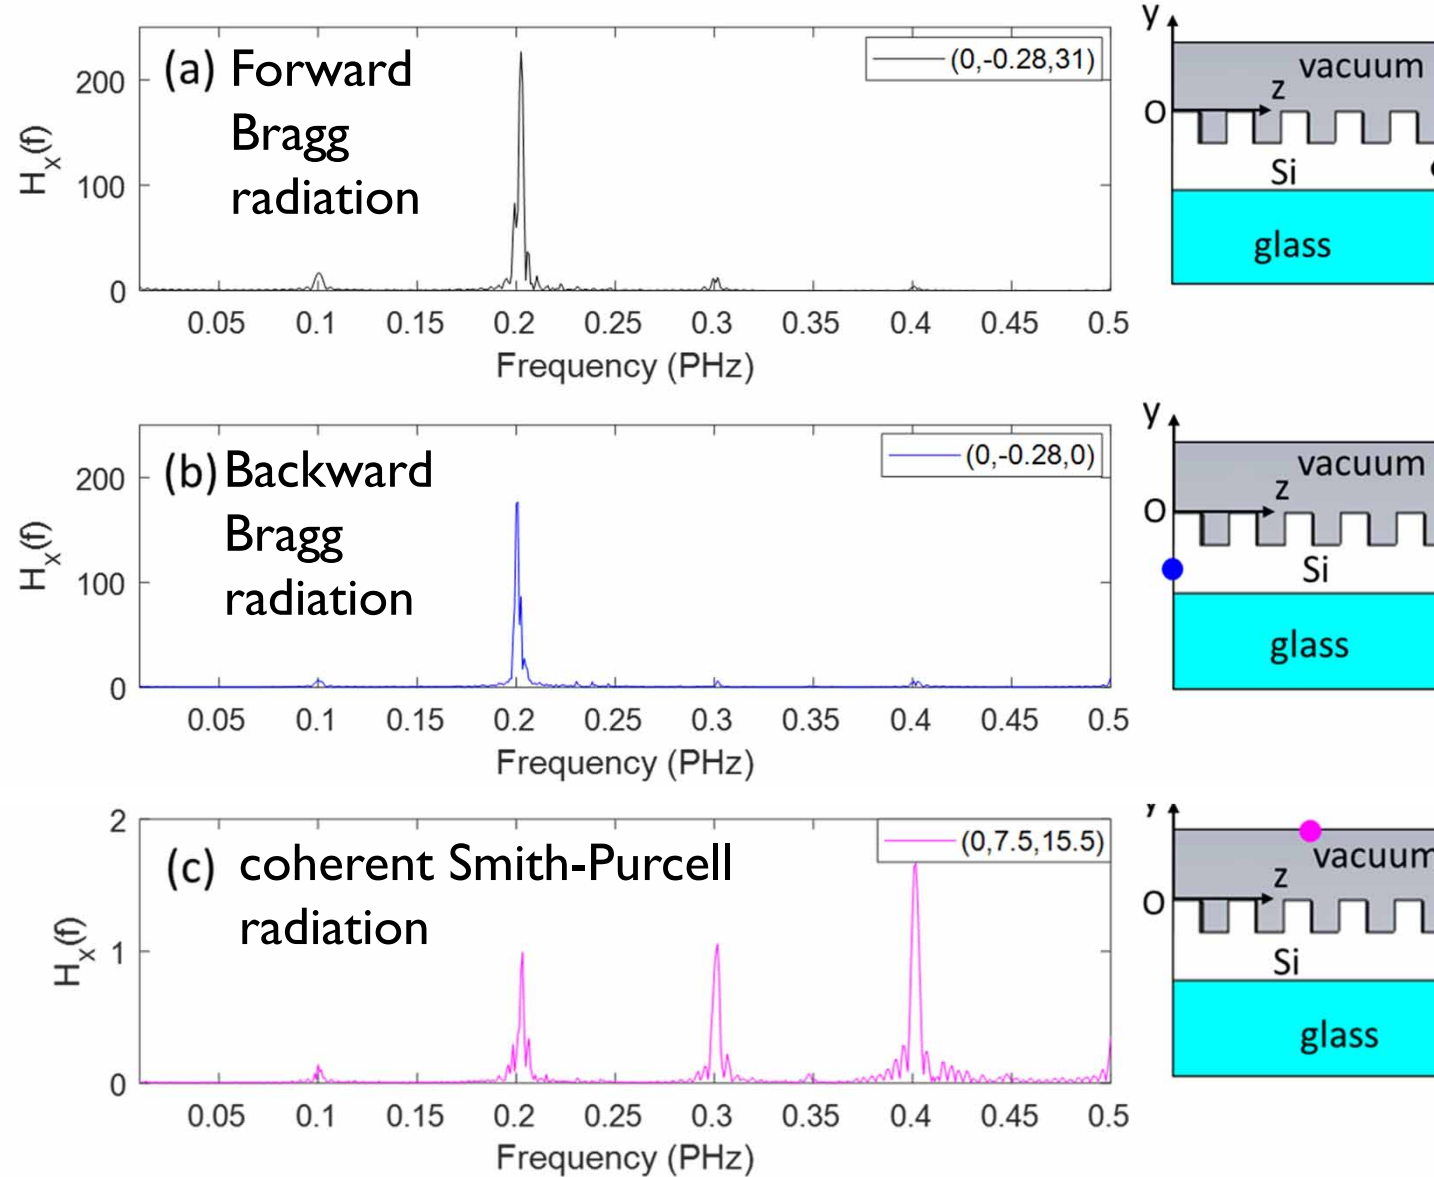 (a) Forward
Bragg
radiation
(0,-0.28,31)
200
100
0
Hx(f)
0.05 0.1 0.15 0.2 0.25 0.3 0.35 0.4 0.45 0.5
Frequency (PHz)
y
vacuum
z
O
Si
glass
(b) Backward
Bragg
radiation
(0,-0.28,0)
200
100
0
Hx(f)
0.05 0.1 0.15 0.2 0.25 0.3 0.35 0.4 0.45 0.5
Frequency (PHz)
y
vacuum
z
O
Si
glass
(c) coherent Smith-Purcell
radiation
(0,7.5,15.5)
2
1
0
Hx(f)
0.05 0.1 0.15 0.2 0.25 0.3 0.35 0.4 0.45 0.5
Frequency (PHz)
y
vacuum
z
O
Si
glass